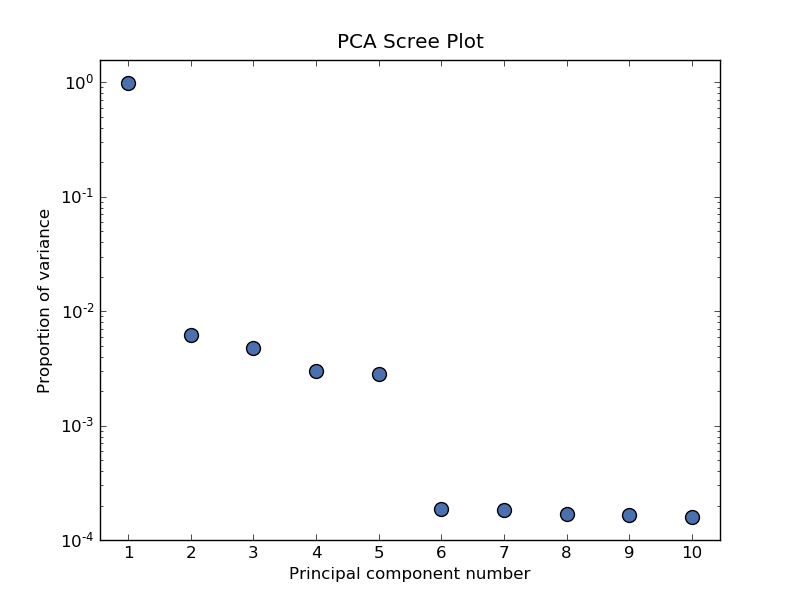 PCA Scree Plot
Proportion of variance
10^0
10^-1
10^-2
10^-3
10^-4
1 2 3 4 5 6 7 8 9 10
Principal component number